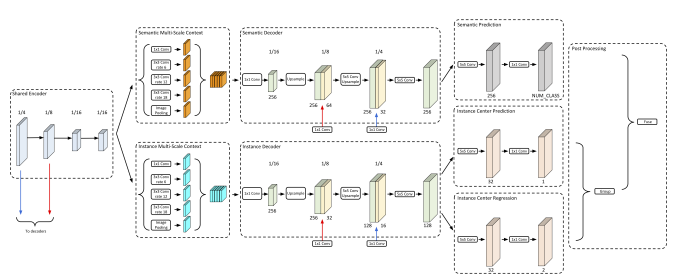 Semantic Multi-Scale Context
1x1 Conv
3x3 Conv
rate 6
3x3 Conv
rate 12
3x3 Conv
rate 18
Image
Pooling
Semantic Decoder
1/16
1/8
1/4
1x1 Conv
Upsample
5x5 Conv
Upsample
5x5 Conv
256
256
64
256
32
256
1x1 Conv
1x1 Conv
Semantic Prediction
5x5 Conv
1x1 Conv
256
NUM_CLASS
Post Processing
Fuse
Group
Shared Encoder
1/4
1/8
1/16
1/16
To decoders
Instance Multi-Scale Context
1x1 Conv
3x3 Conv
rate 6
3x3 Conv
rate 12
3x3 Conv
rate 18
Image
Pooling
Instance Decoder
1/16
1/8
1/4
1x1 Conv
Upsample
5x5 Conv
Upsample
5x5 Conv
256
256
32
128
16
128
1x1 Conv
1x1 Conv
Instance Center Prediction
5x5 Conv
1x1 Conv
32
1
Instance Center Regression
5x5 Conv
1x1 Conv
32
2